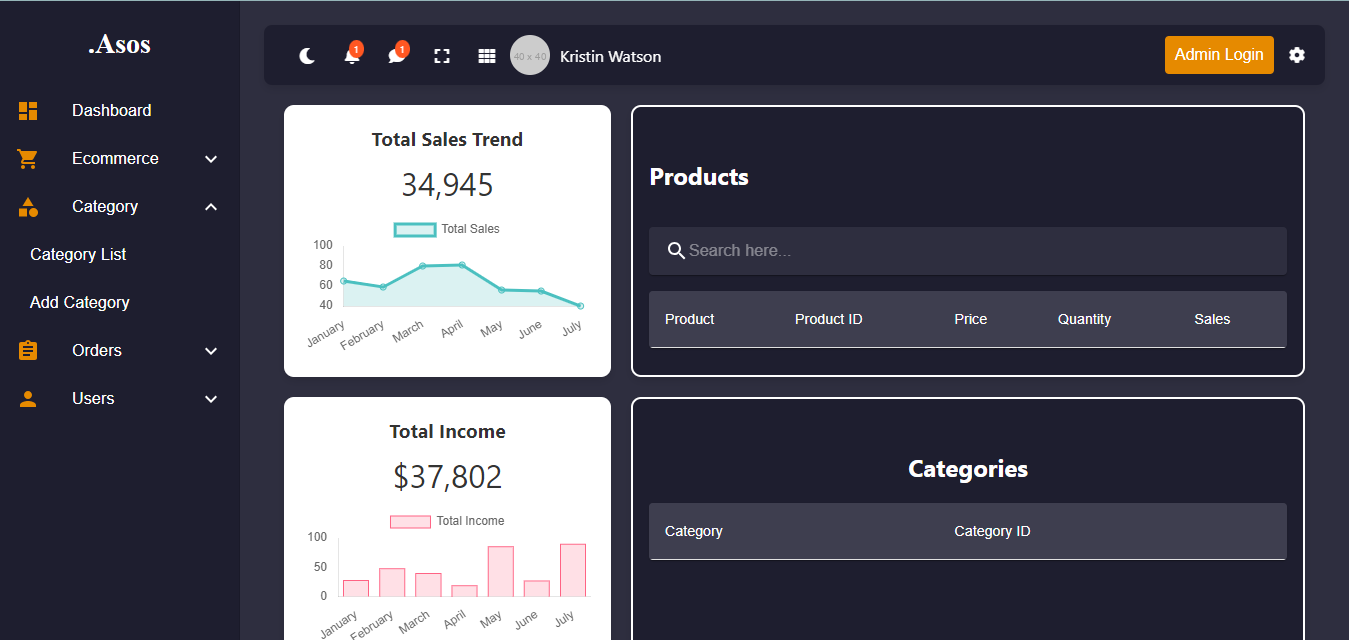 .Asos
Dashboard
Ecommerce
Category
Category List
Add Category
Orders
Users
1
1
40 x 40
Kristin Watson
Admin Login
Total Sales Trend
34,945
Total Sales
100
80
60
40
January February March April May June July
Products
Search here...
Product Product ID Price Quantity Sales
Total Income
$37,802
Total Income
100
50
0
January February March April May June July
Categories
Category Category ID